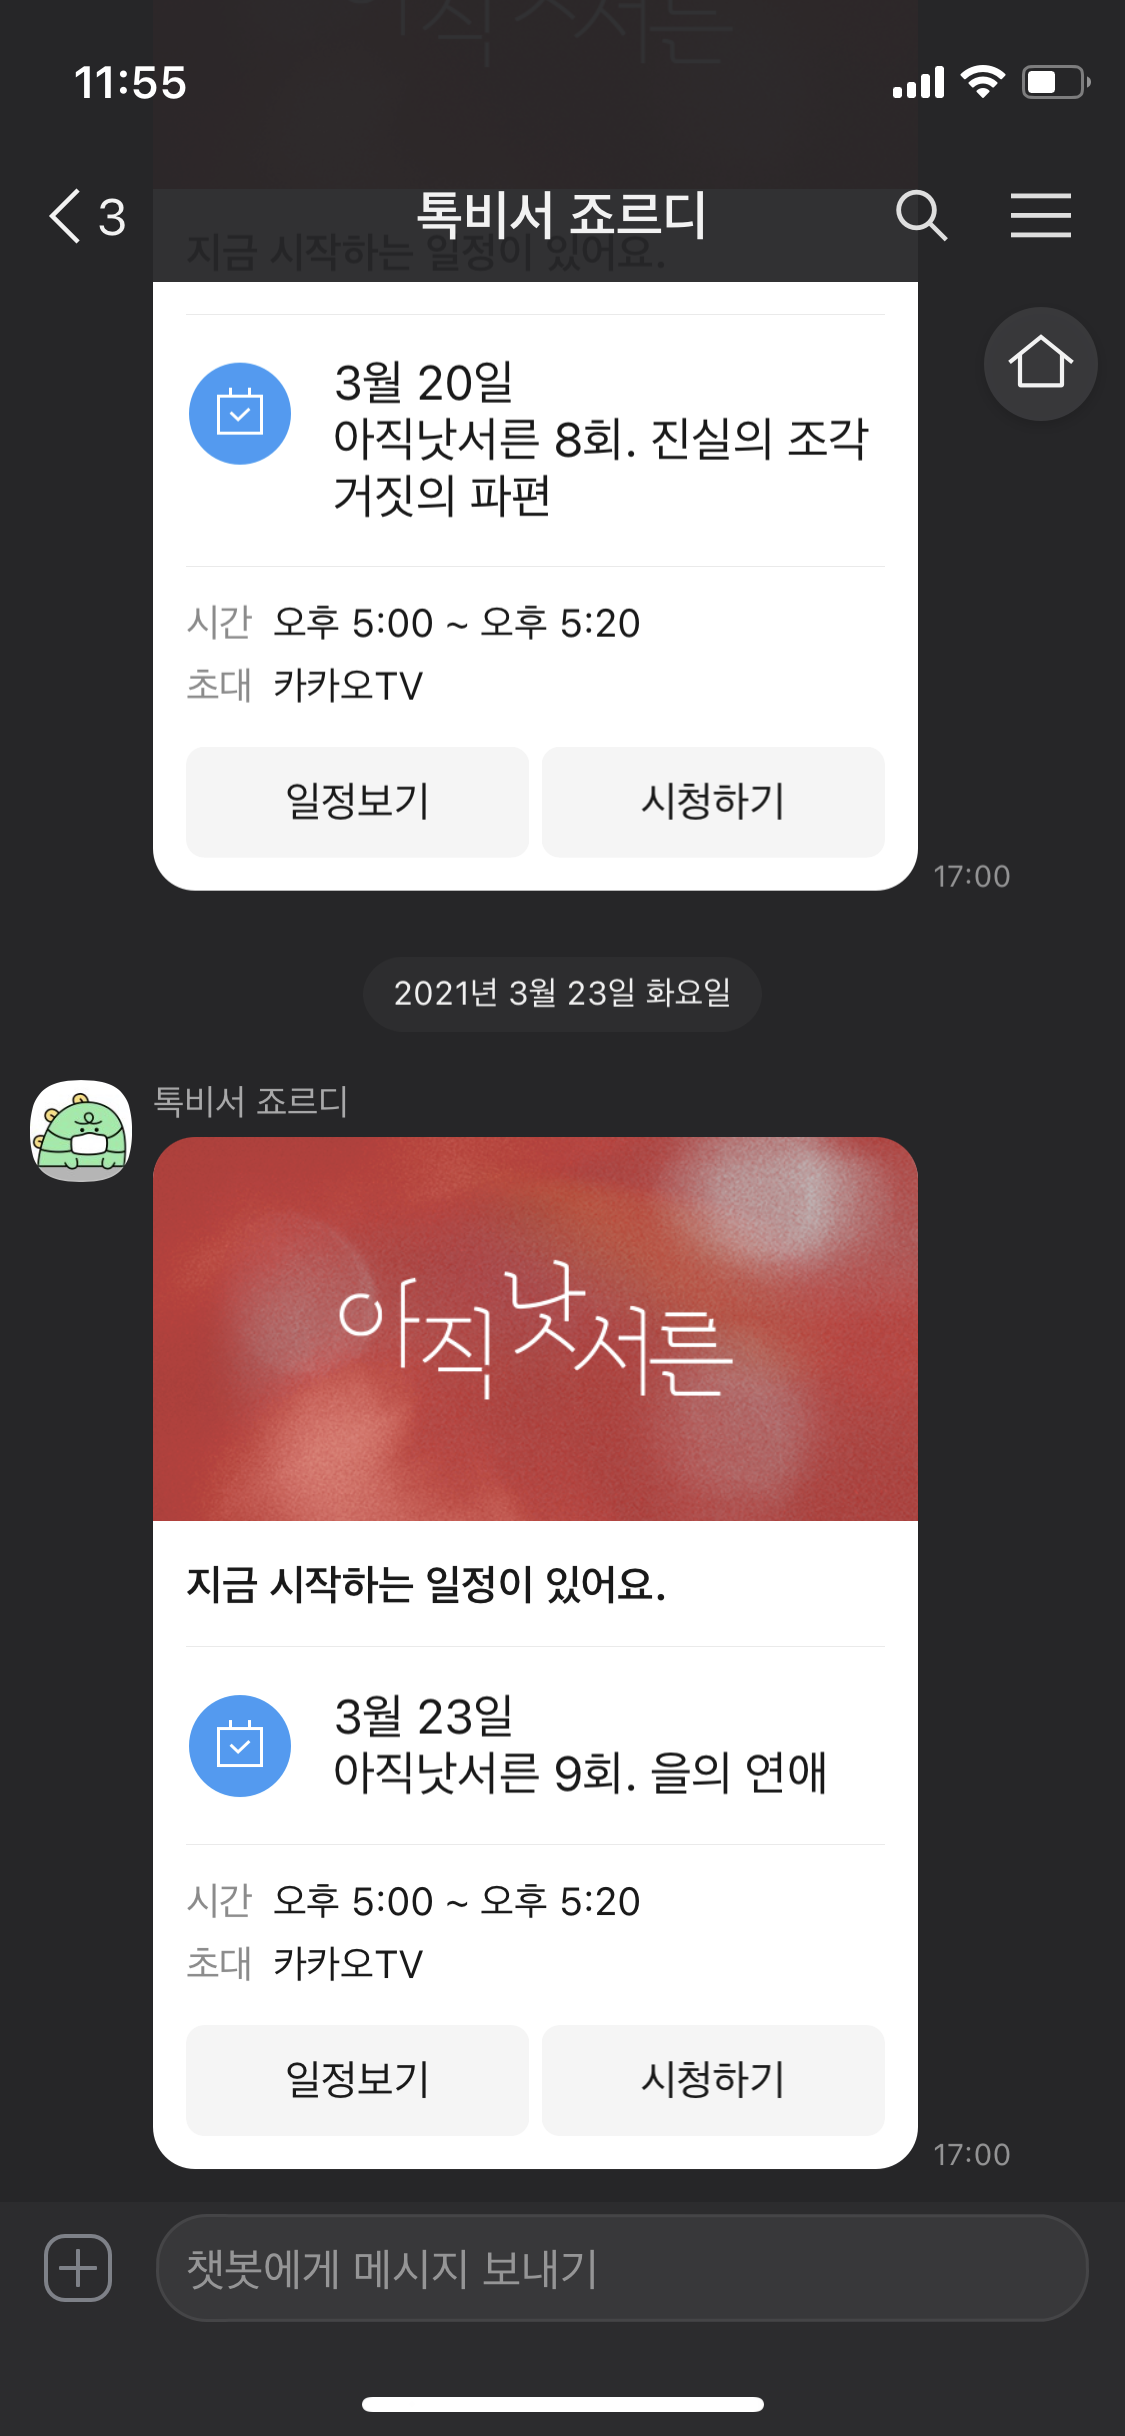 11:55
3
톡비서 죠르디
지금 시작하는 일정이 있어요.
3월 20일
아직낫서른 8회. 진실의 조각
거짓의 파편
시간 오후 5:00 ~ 오후 5:20
초대 카카오TV
일정보기 시청하기
17:00
2021년 3월 23일 화요일
톡비서 죠르디
아직낫서른
지금 시작하는 일정이 있어요.
3월 23일
아직낫서른 9회. 을의 연애
시간 오후 5:00 ~ 오후 5:20
초대 카카오TV
일정보기 시청하기
17:00
챗봇에게 메시지 보내기